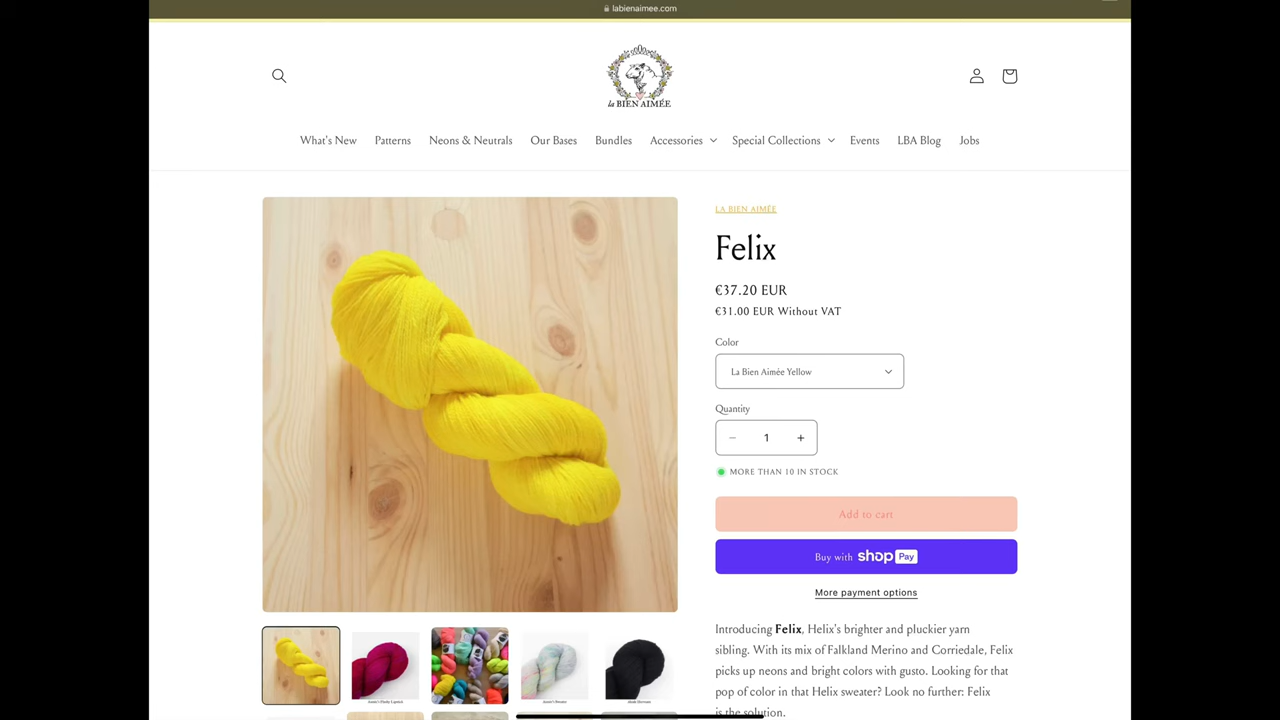 labienaimee.com
la BIEN AIMÉE
What's New Patterns Neons & Neutrals Our Bases Bundles Accessories Special Collections Events LBA Blog Jobs
LA BIEN AIMÉE
Felix
€37.20 EUR
€31.00 EUR Without VAT
Color
La Bien Aimée Yellow
Quantity
1
MORE THAN 10 IN STOCK
Add to cart
Buy with shop Pay
More payment options
Introducing Felix, Helix's brighter and pluckier yarn
sibling. With its mix of Falkland Merino and Corriedale, Felix
picks up neons and bright colors with gusto. Looking for that
pop of color in that Helix sweater? Look no further: Felix
is the solution.